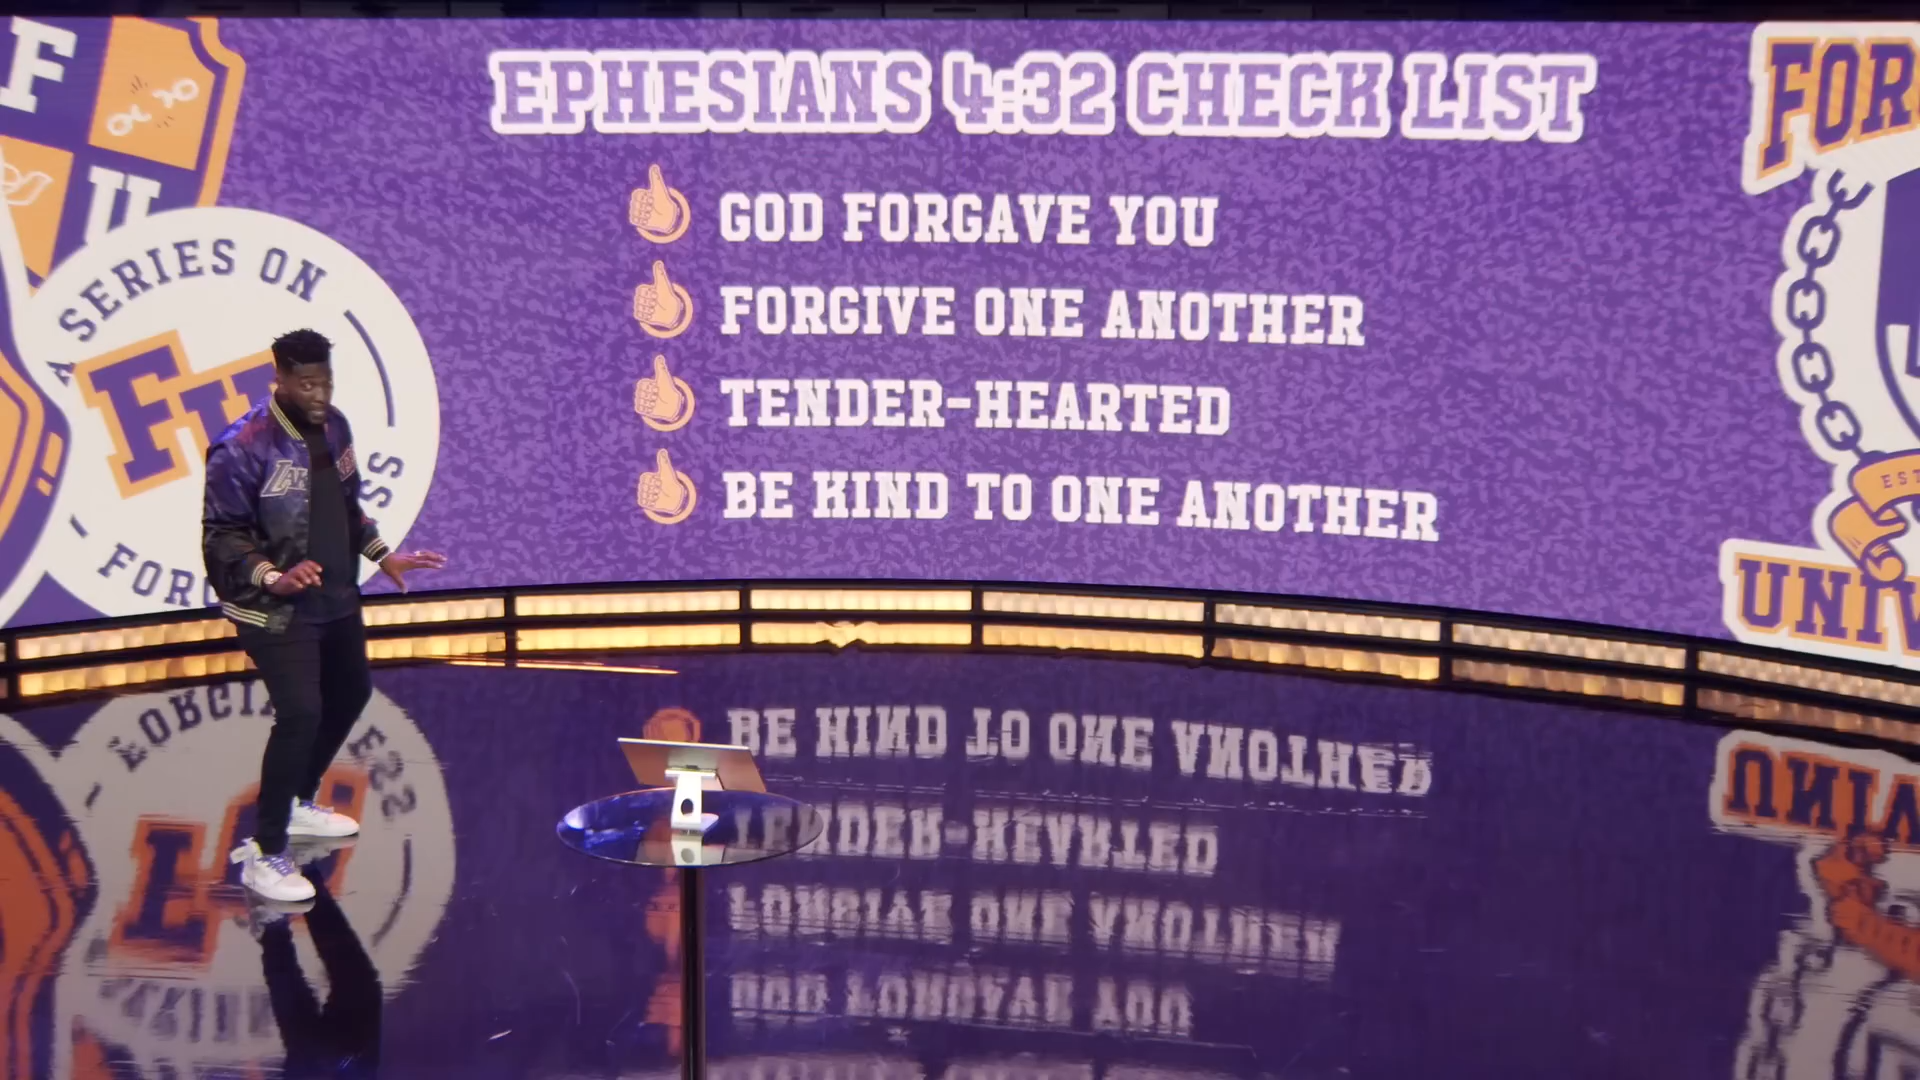 EPHESIANS 4:32 CHECK LIST
GOD FORGAVE YOU
FORGIVE ONE ANOTHER
TENDER-HEARTED
BE KIND TO ONE ANOTHER
F
U
A SERIES ON
FU
FOR
UNIV
EST